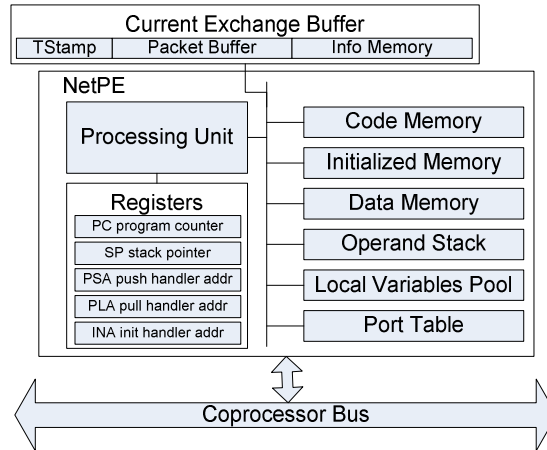 Current Exchange Buffer
TStamp Packet Buffer Info Memory
NetPE
Processing Unit
Registers
PC program counter
SP stack pointer
PSA push handler addr
PLA pull handler addr
INA init handler addr
Code Memory
Initialized Memory
Data Memory
Operand Stack
Local Variables Pool
Port Table
Coprocessor Bus